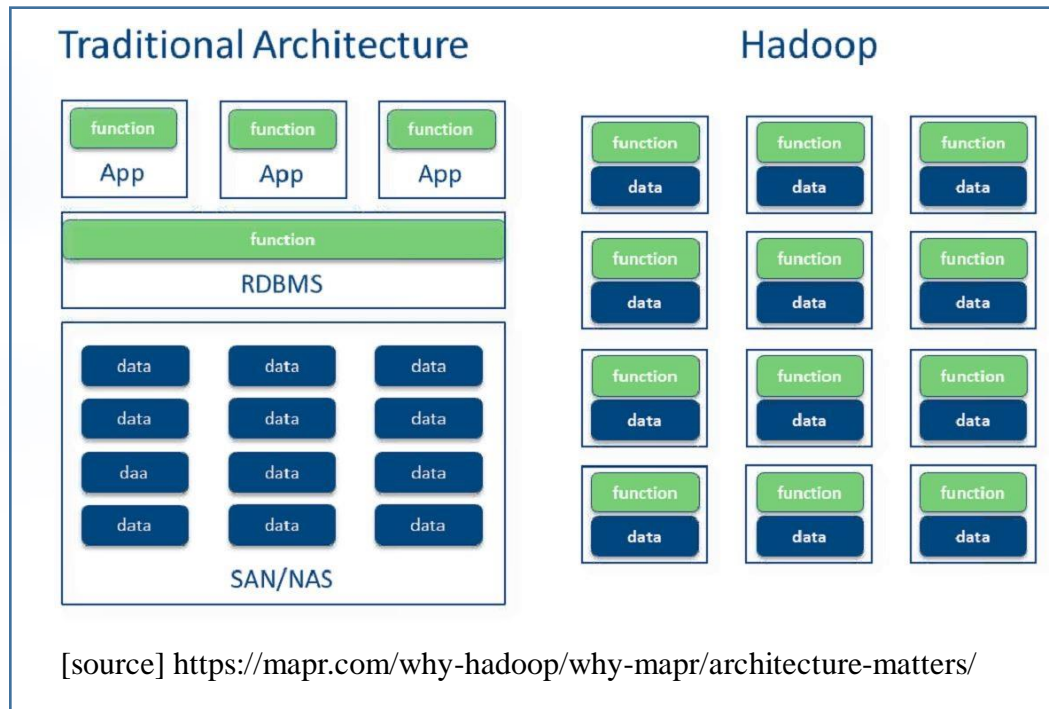 Traditional Architecture
Hadoop
function function function
App App App
function
RDBMS
data data data
data data data
daa data data
data data data
SAN/NAS
function function function
data data data
function function function
data data data
function function function
data data data
function function function
data data data
[source] https://mapr.com/why-hadoop/why-mapr/architecture-matters/